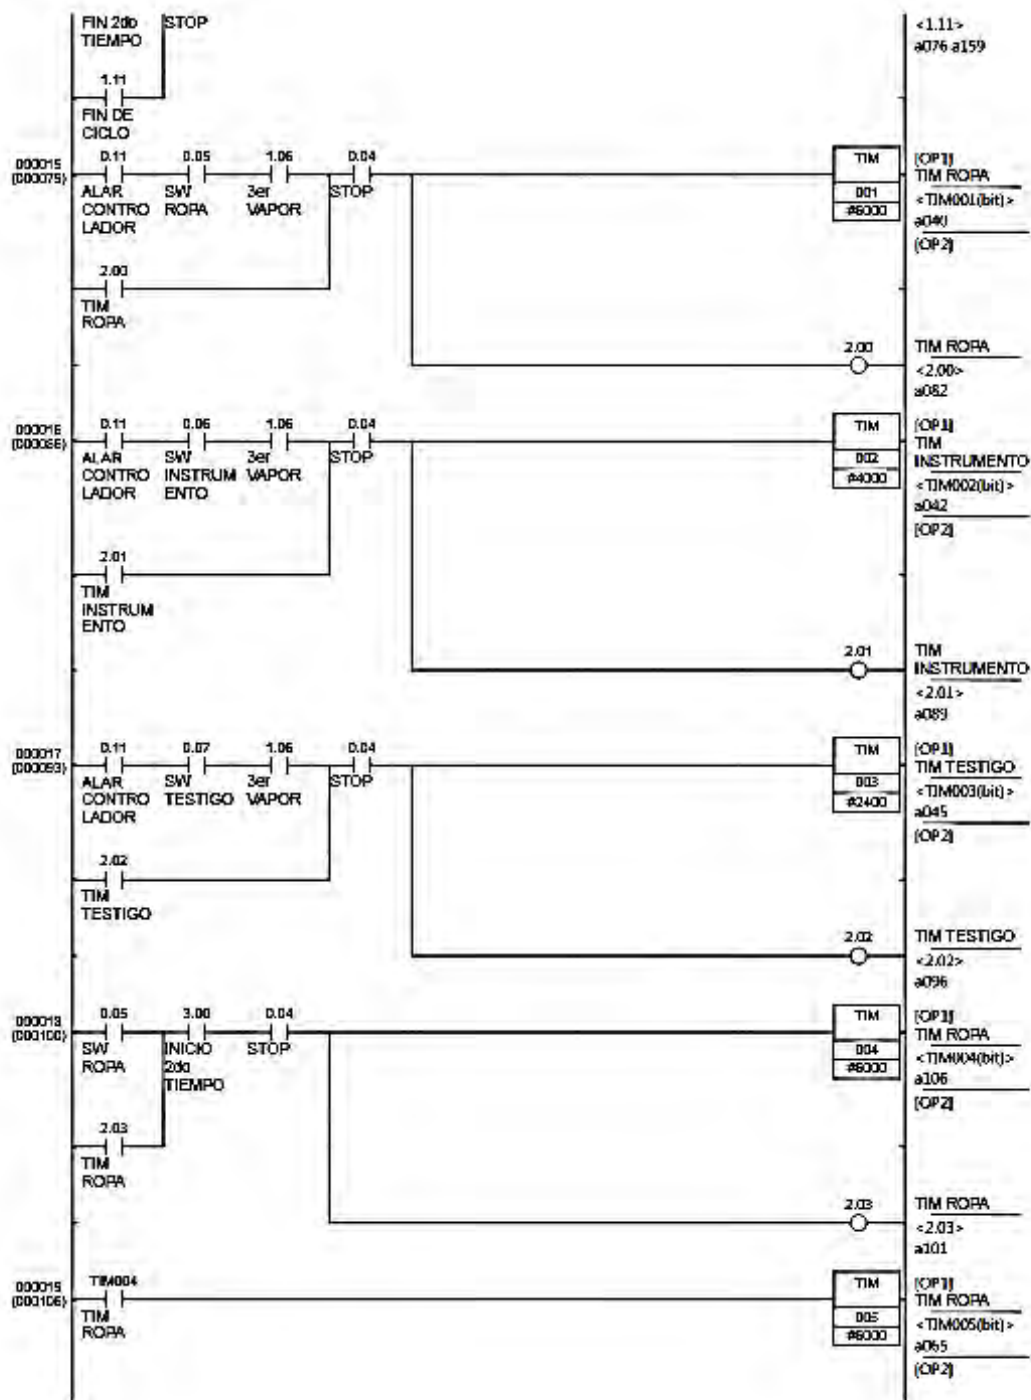 FIN 2do STOP
TIEMPO
1.11
FIN DE
CICLO
<1.11>
a076 a159
000015
(000075)
0.11 0.05 1.06 0.04
ALAR SW 3er STOP
CONTRO ROPA VAPOR
LADOR
2.00
TIM
ROPA
TIM
001
#6000
[OP1]
TIM ROPA
<TIM001(bit)>
a040
[OP2]
2.00
TIM ROPA
<2.00>
a082
000016
(000086)
0.11 0.06 1.06 0.04
ALAR SW 3er STOP
CONTRO INSTRUM VAPOR
LADOR ENTO
2.01
TIM
INSTRUM
ENTO
TIM
002
#4000
[OP1]
TIM
INSTRUMENTO
<TIM002(bit)>
a042
[OP2]
2.01
TIM
INSTRUMENTO
<2.01>
a089
000017
(000093)
0.11 0.07 1.06 0.04
ALAR SW 3er STOP
CONTRO TESTIGO VAPOR
LADOR
2.02
TIM
TESTIGO
TIM
003
#2400
[OP1]
TIM TESTIGO
<TIM003(bit)>
a045
[OP2]
2.02
TIM TESTIGO
<2.02>
a096
(000100)
0.05 3.00 0.04
SW INICIO STOP
ROPA 2do
TIEMPO
2.03
TIM
ROPA
TIM
004
#6000
[OP1]
TIM ROPA
<TIM004(bit)>
a106
[OP2]
2.03
TIM ROPA
<2.03>
a101
(000106)
TIM004
TIM
ROPA
TIM
005
#6000
[OP1]
TIM ROPA
<TIM005(bit)>
a065
[OP2]